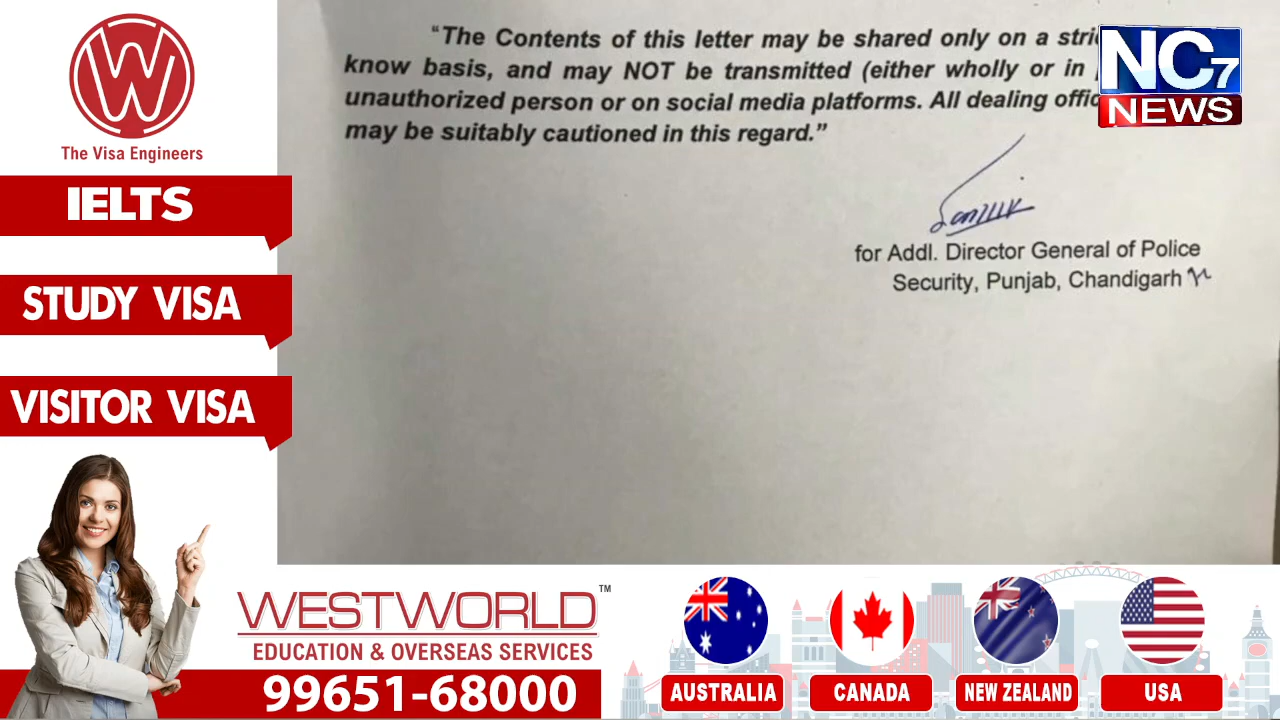 The Visa Engineers
IELTS
STUDY VISA
VISITOR VISA
"The Contents of this letter may be shared only on a
know basis, and may NOT be transmitted (either wholly or in
unauthorized person or on social media platforms. All dealing
may be suitably cautioned in this regard."
for Addl. Director General of Police
Security, Punjab, Chandigarh
NC7
NEWS
WESTWORLD™
EDUCATION & OVERSEAS SERVICES
99651-68000
AUSTRALIA
CANADA
NEW ZEALAND
USA